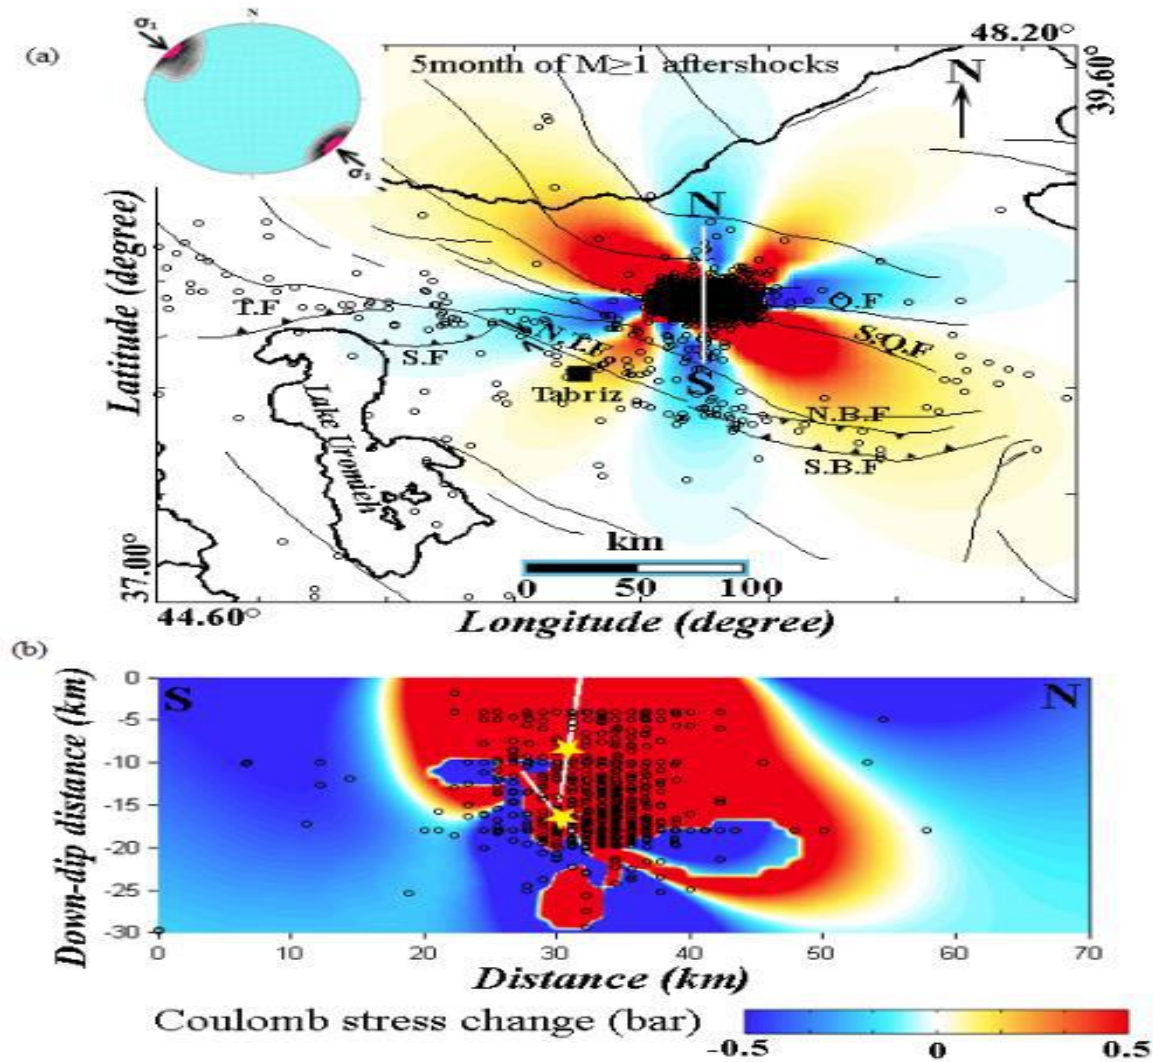 (a)
N
σ₁
σ₁
5month of M≥1 aftershocks
48.20°
39.60°
N
Latitude (degree)
N
T.F
S.F
N.T.F
Q.F
S.Q.F
Tabriz
S
N.B.F
S.B.F
Lake Uromieh
km
0 50 100
37.00°
44.60°
Longitude (degree)
(b)
Down-dip distance (km)
S
N
0
-5
-10
-15
-20
-25
-30
0 10 20 30 40 50 60 70
Distance (km)
Coulomb stress change (bar)
-0.5 0 0.5